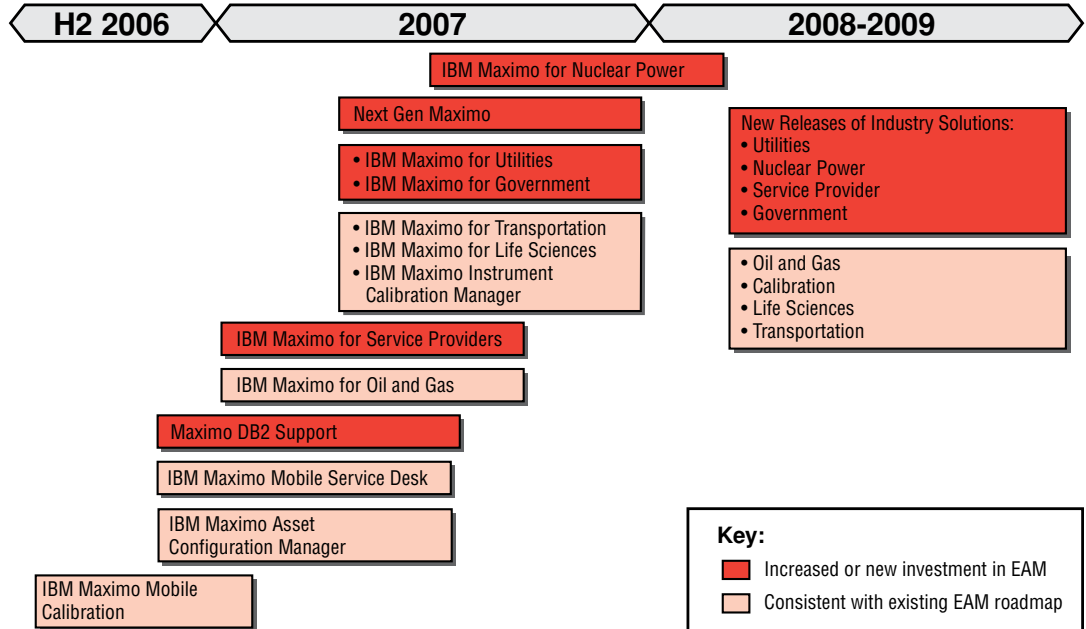 H2 2006
2007
2008-2009
IBM Maximo for Nuclear Power
Next Gen Maximo
• IBM Maximo for Utilities
• IBM Maximo for Government
• IBM Maximo for Transportation
• IBM Maximo for Life Sciences
• IBM Maximo Instrument
Calibration Manager
New Releases of Industry Solutions:
• Utilities
• Nuclear Power
• Service Provider
• Government
• Oil and Gas
• Calibration
• Life Sciences
• Transportation
IBM Maximo for Service Providers
IBM Maximo for Oil and Gas
Maximo DB2 Support
IBM Maximo Mobile Service Desk
IBM Maximo Asset
Configuration Manager
IBM Maximo Mobile
Calibration
Key:
Increased or new investment in EAM
Consistent with existing EAM roadmap